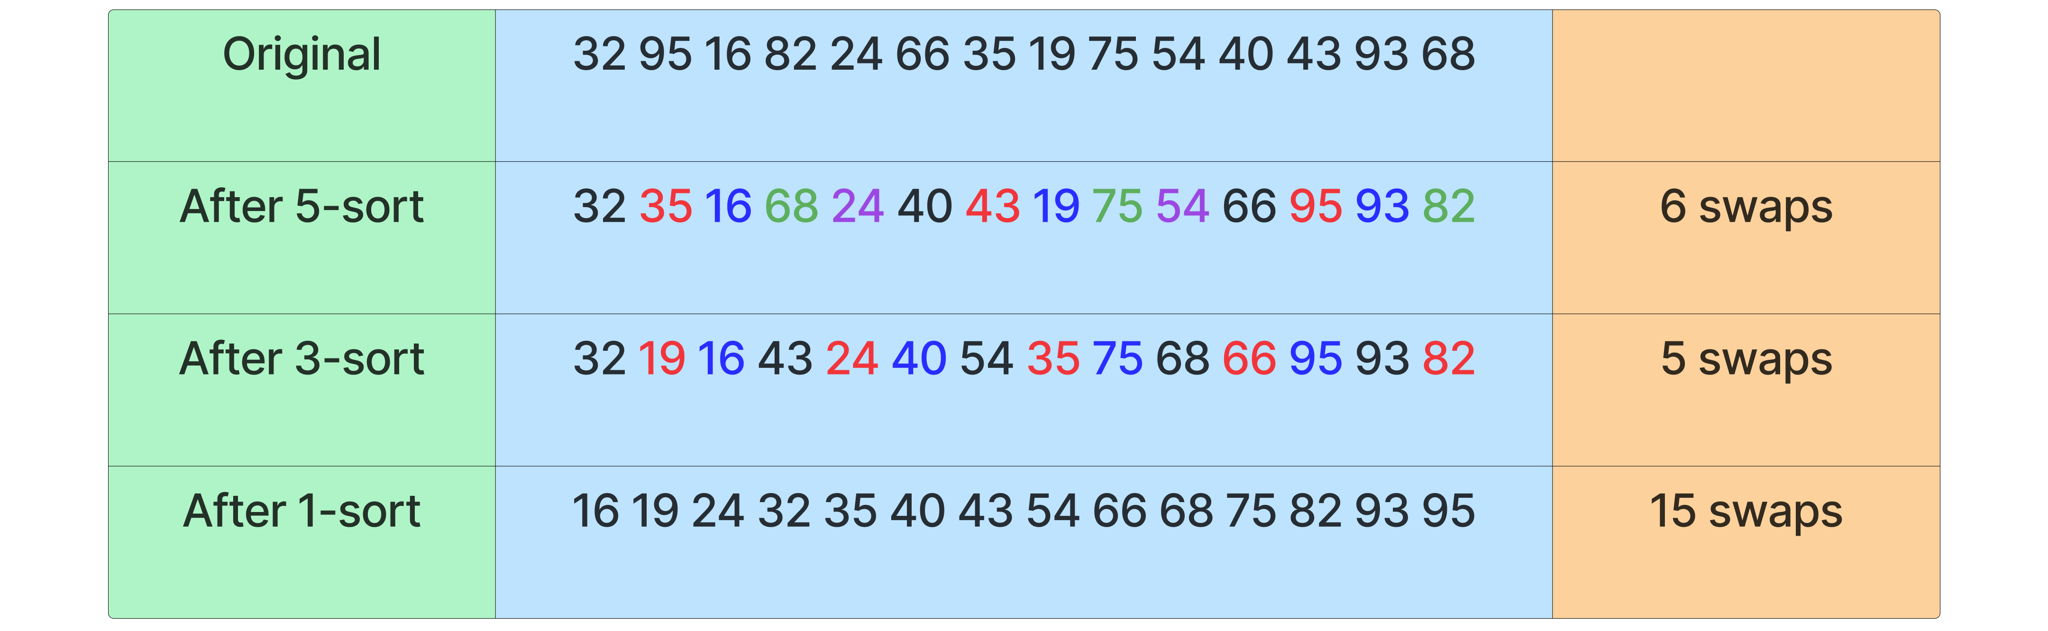 Original 32 95 16 82 24 66 35 19 75 54 40 43 93 68
After 5-sort 32 35 16 68 24 40 43 19 75 54 66 95 93 82 6 swaps
After 3-sort 32 19 16 43 24 40 54 35 75 68 66 95 93 82 5 swaps
After 1-sort 16 19 24 32 35 40 43 54 66 68 75 82 93 95 15 swaps